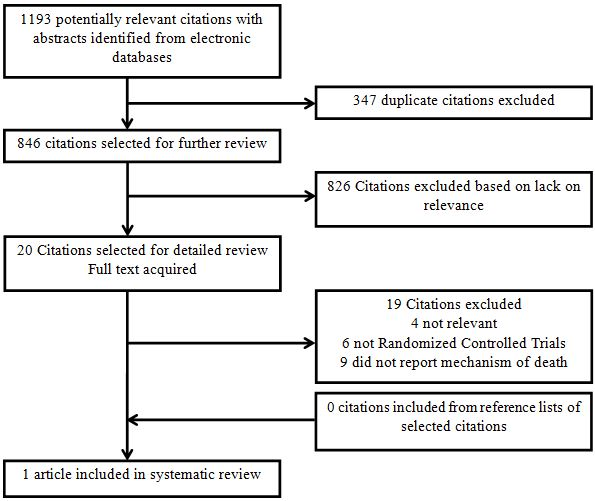 1193 potentially relevant citations with
abstracts identified from electronic
databases
347 duplicate citations excluded
846 citations selected for further review
826 Citations excluded based on lack on
relevance
20 Citations selected for detailed review
Full text acquired
19 Citations excluded
4 not relevant
6 not Randomized Controlled Trials
9 did not report mechanism of death
0 citations included from reference lists of
selected citations
1 article included in systematic review